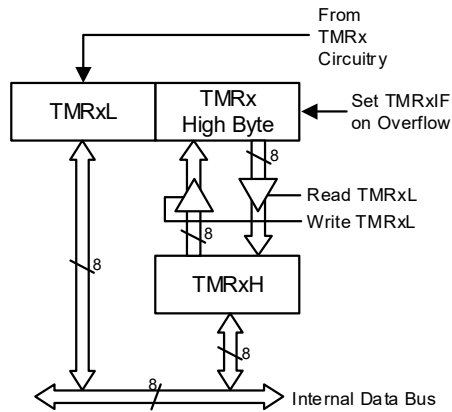 From
TMRx
Circuitry
TMRxL
TMRx
High Byte
Set TMRxIF
on Overflow
8
Read TMRxL
Write TMRxL
8
8
TMRxH
8
8
Internal Data Bus